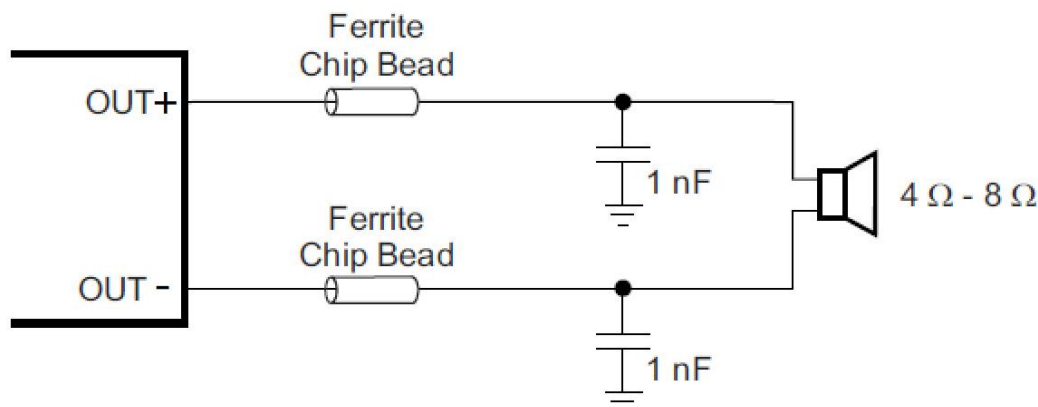 Ferrite
Chip Bead
OUT+
1 nF
4 Ω - 8 Ω
Ferrite
Chip Bead
OUT -
1 nF